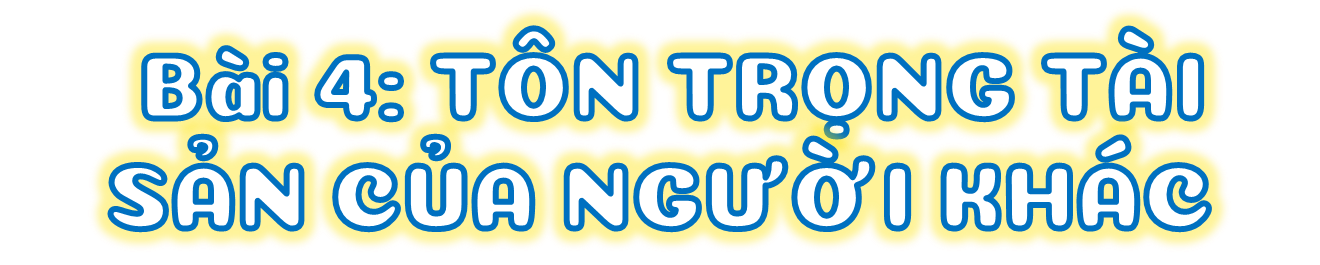 Bài 4: TÔN TRỌNG TÀI
SẢN CỦA NGƯỜI KHÁC